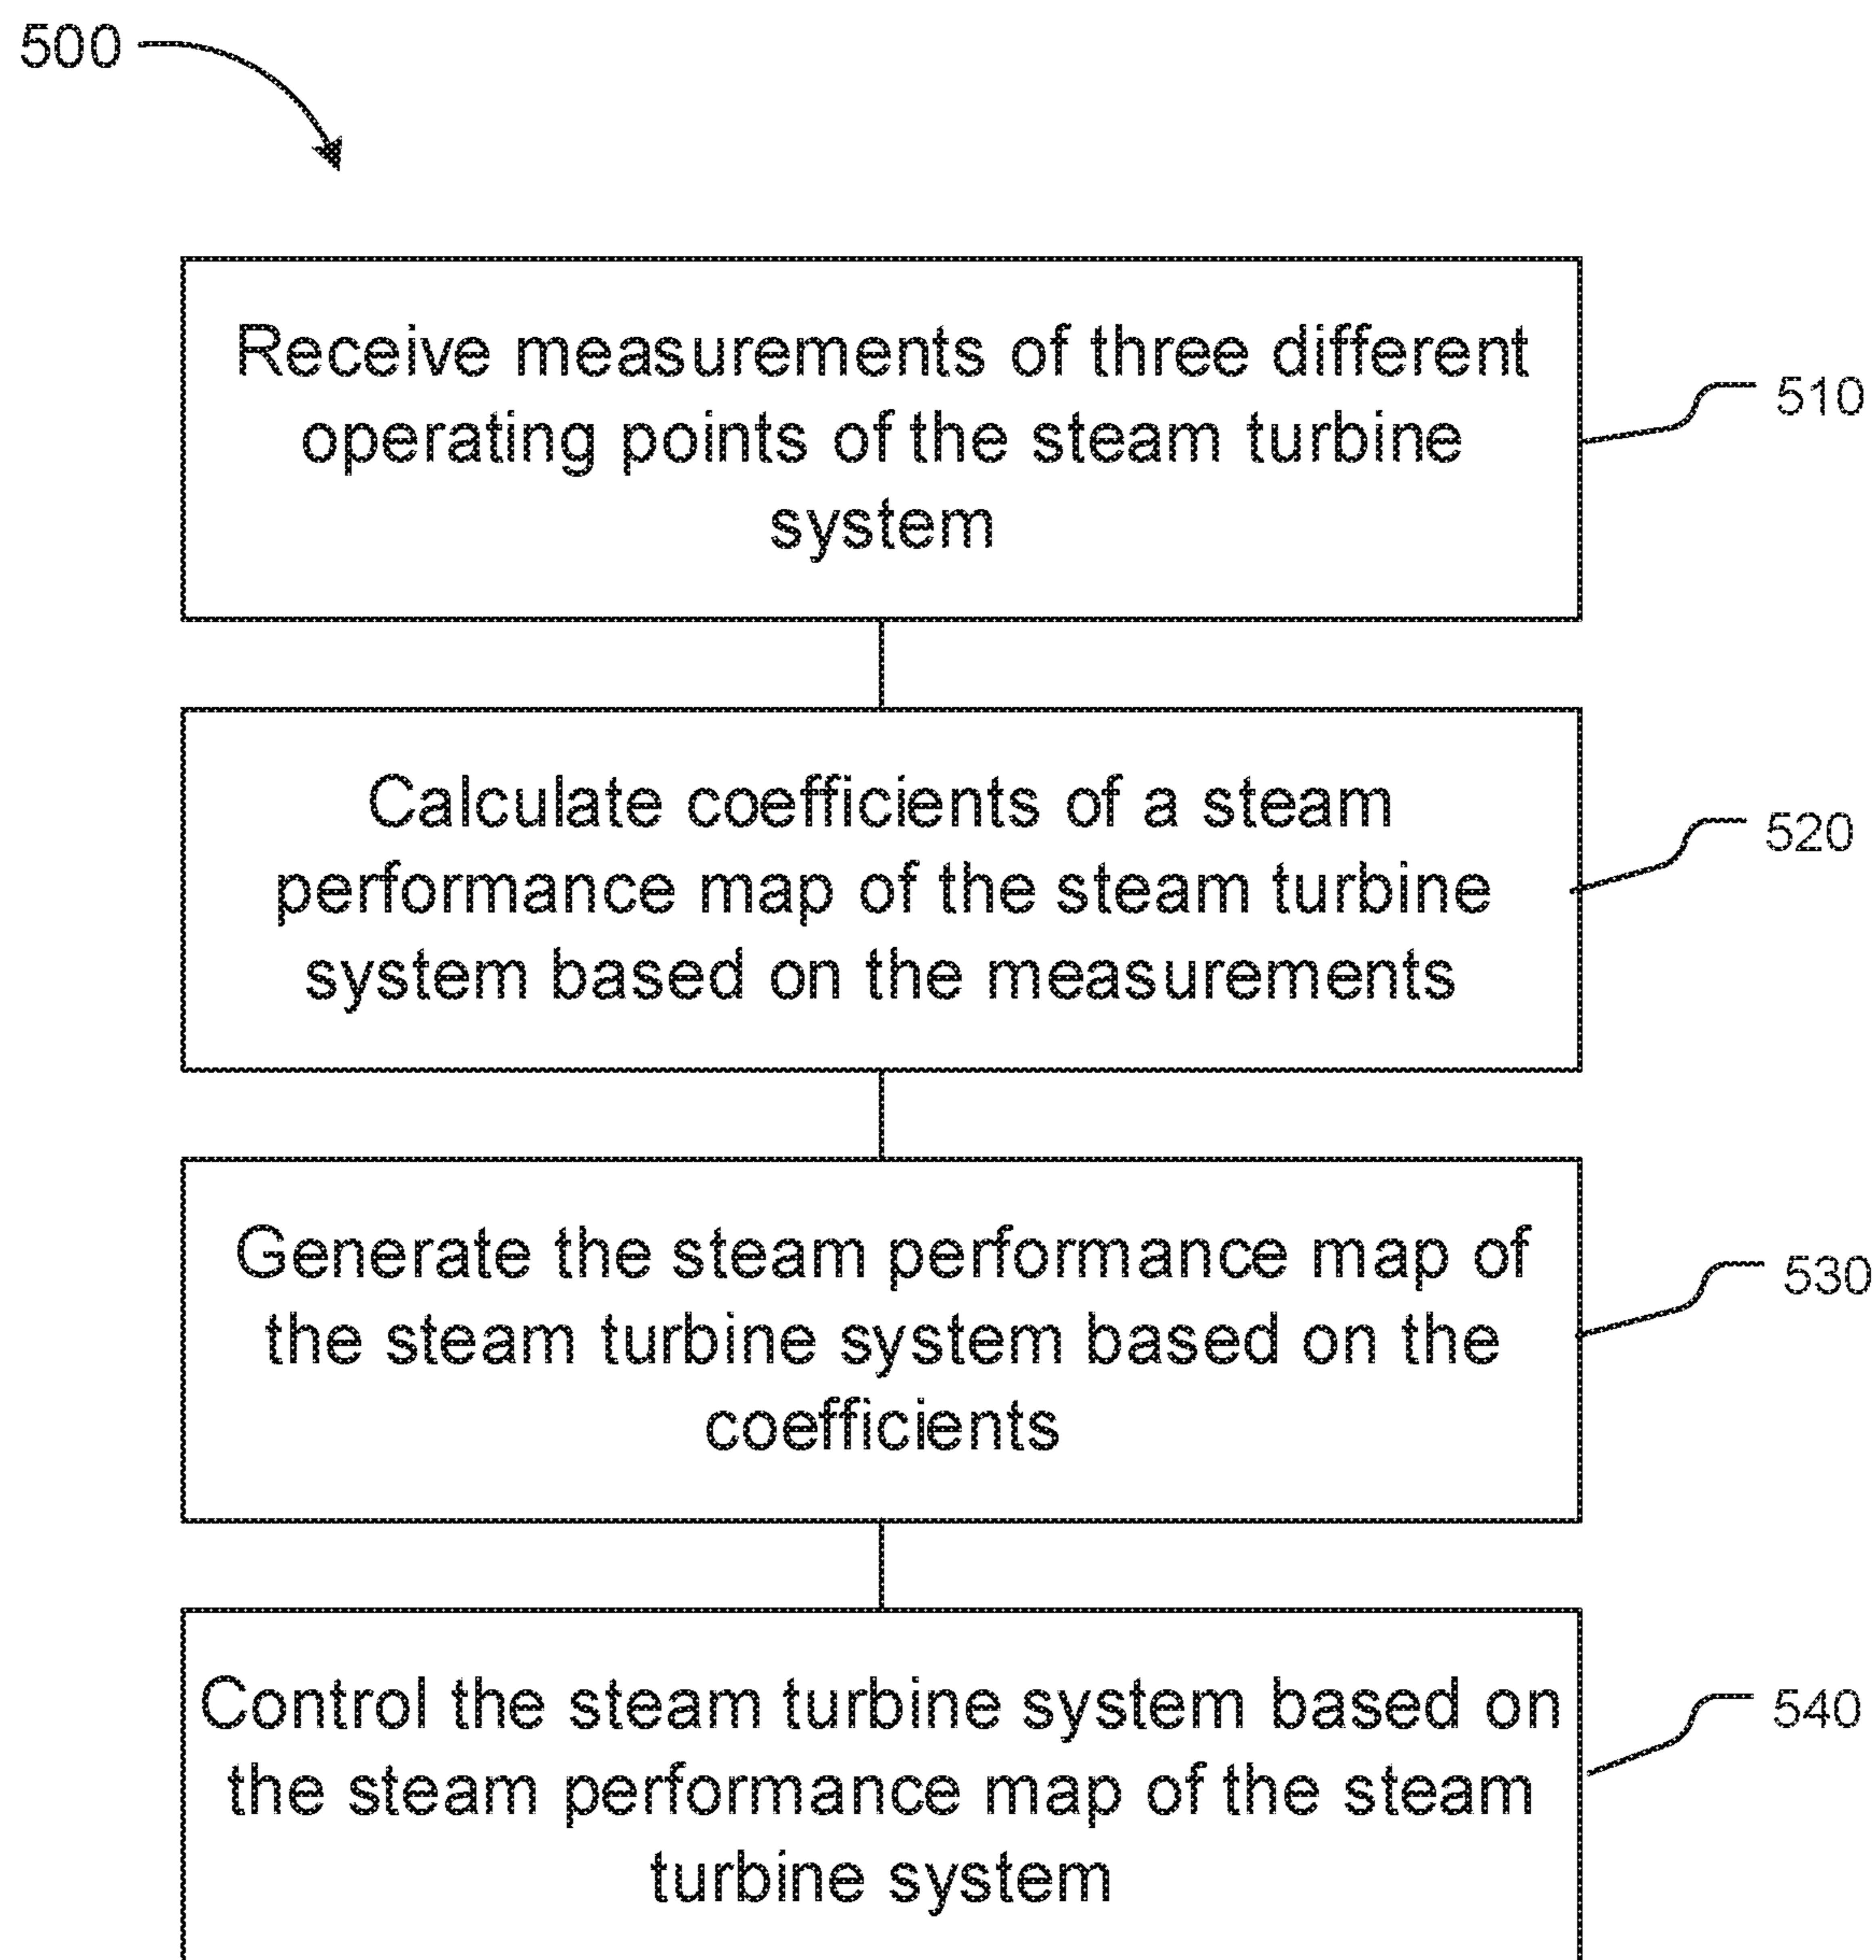 500
Receive measurements of three different
operating points of the steam turbine
system
510
Calculate coefficients of a steam
performance map of the steam turbine
system based on the measurements
520
Generate the steam performance map of
the steam turbine system based on the
coefficients
530
Control the steam turbine system based on
the steam performance map of the steam
turbine system
540